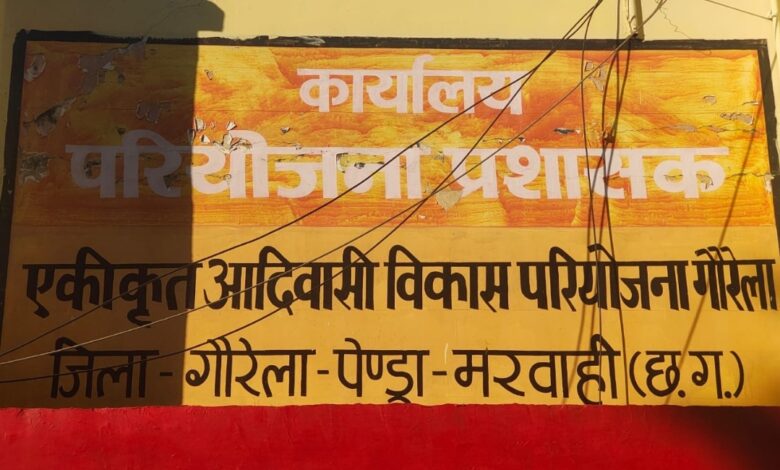 कार्यालय
परियोजना प्रशासक
एकीकृत आदिवासी विकास परियोजना गौरेला
जिला - गौरेला - पेण्ड्रा - मरवाही (छ.ग.)